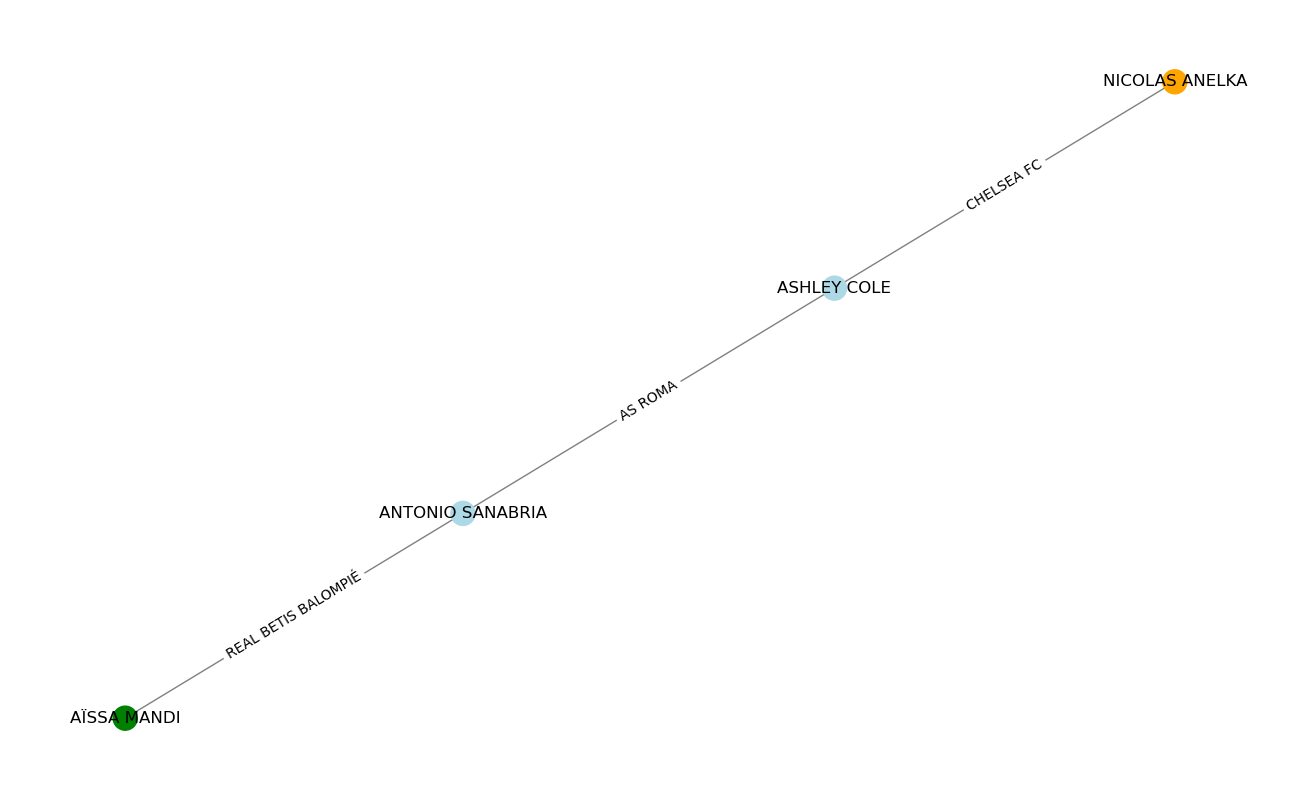 NICOLAS ANELKA
CHELSEA FC
ASHLEY COLE
AS ROMA
ANTONIO SANABRIA
REAL BETIS BALOMPIÉ
AÏSSA MANDI